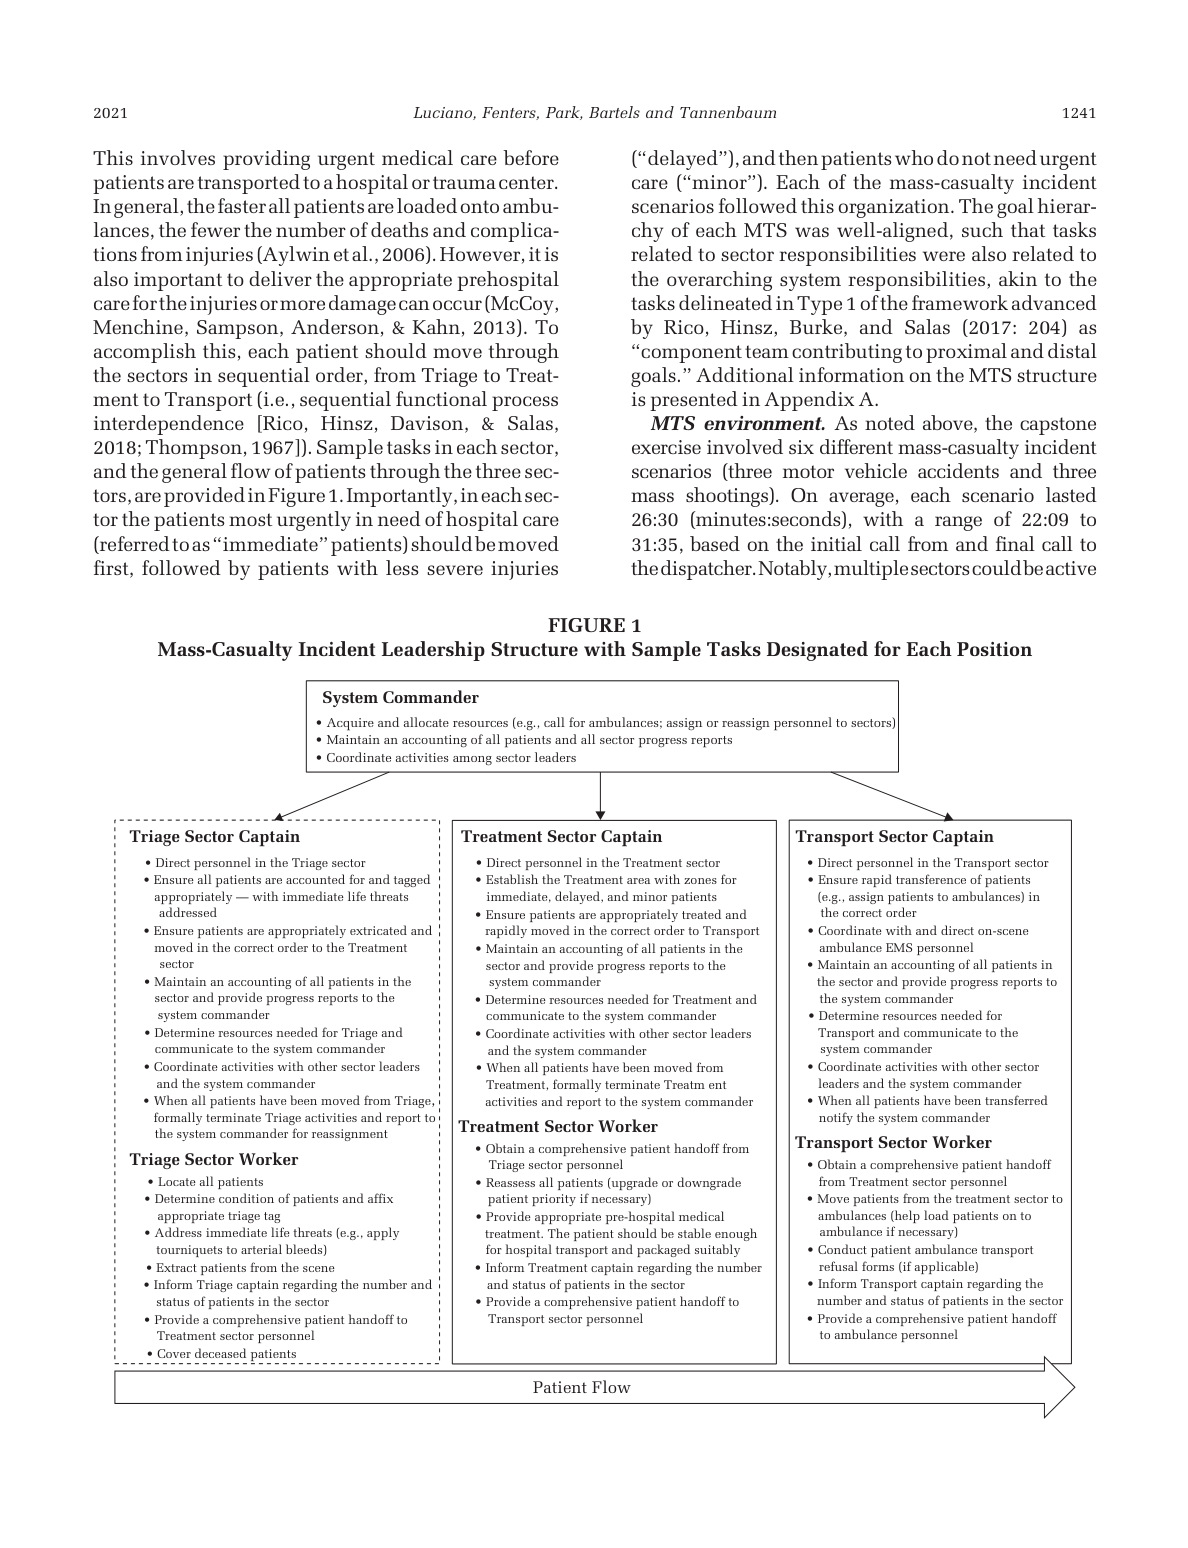 2021
Luciano, Fenters, Park, Bartels and Tannenbaum
1241
This involves providing urgent medical care before
patients are transported to a hospital or trauma center.
In general, the faster all patients are loaded onto ambu-
lances, the fewer the number of deaths and complica-
tions from injuries (Aylwin et al., 2006). However, it is
also important to deliver the appropriate prehospital
care for the injuries or more damage can occur (McCoy,
Menchine, Sampson, Anderson, & Kahn, 2013). To
accomplish this, each patient should move through
the sectors in sequential order, from Triage to Treat-
ment to Transport (i.e., sequential functional process
interdependence [Rico, Hinsz, Davison, & Salas,
2018; Thompson, 1967]). Sample tasks in each sector,
and the general flow of patients through the three sec-
tors, are provided in Figure 1. Importantly, in each sec-
tor the patients most urgently in need of hospital care
(referred to as “immediate” patients) should be moved
first, followed by patients with less severe injuries
(“delayed”), and then patients who do not need urgent
care (“minor”). Each of the mass-casualty incident
scenarios followed this organization. The goal hierar-
chy of each MTS was well-aligned, such that tasks
related to sector responsibilities were also related to
the overarching system responsibilities, akin to the
tasks delineated in Type 1 of the framework advanced
by Rico, Hinsz, Burke, and Salas (2017: 204) as
“component team contributing to proximal and distal
goals.” Additional information on the MTS structure
is presented in Appendix A.
MTS environment. As noted above, the capstone
exercise involved six different mass-casualty incident
scenarios (three motor vehicle accidents and three
mass shootings). On average, each scenario lasted
26:30 (minutes:seconds), with a range of 22:09 to
31:35, based on the initial call from and final call to
the dispatcher. Notably, multiple sectors could be active
FIGURE 1
Mass-Casualty Incident Leadership Structure with Sample Tasks Designated for Each Position
System Commander
• Acquire and allocate resources (e.g., call for ambulances; assign or reassign personnel to sectors)
• Maintain an accounting of all patients and all sector progress reports
• Coordinate activities among sector leaders
Triage Sector Captain
• Direct personnel in the Triage sector
• Ensure all patients are accounted for and tagged
appropriately — with immediate life threats
addressed
• Ensure patients are appropriately extricated and
moved in the correct order to the Treatment
sector
• Maintain an accounting of all patients in the
sector and provide progress reports to the
system commander
• Determine resources needed for Triage and
communicate to the system commander
• Coordinate activities with other sector leaders
and the system commander
• When all patients have been moved from Triage,
formally terminate Triage activities and report to
the system commander for reassignment
Triage Sector Worker
• Locate all patients
• Determine condition of patients and affix
appropriate triage tag
• Address immediate life threats (e.g., apply
tourniquets to arterial bleeds)
• Extract patients from the scene
• Inform Triage captain regarding the number and
status of patients in the sector
• Provide a comprehensive patient handoff to
Treatment sector personnel
• Cover deceased patients
Treatment Sector Captain
• Direct personnel in the Treatment sector
• Establish the Treatment area with zones for
immediate, delayed, and minor patients
• Ensure patients are appropriately treated and
rapidly moved in the correct order to Transport
• Maintain an accounting of all patients in the
sector and provide progress reports to the
system commander
• Determine resources needed for Treatment and
communicate to the system commander
• Coordinate activities with other sector leaders
and the system commander
• When all patients have been moved from
Treatment, formally terminate Treatm ent
activities and report to the system commander
Treatment Sector Worker
• Obtain a comprehensive patient handoff from
Triage sector personnel
• Reassess all patients (upgrade or downgrade
patient priority if necessary)
• Provide appropriate pre-hospital medical
treatment. The patient should be stable enough
for hospital transport and packaged suitably
• Inform Treatment captain regarding the number
and status of patients in the sector
• Provide a comprehensive patient handoff to
Transport sector personnel
Transport Sector Captain
• Direct personnel in the Transport sector
• Ensure rapid transference of patients
(e.g., assign patients to ambulances) in
the correct order
• Coordinate with and direct on-scene
ambulance EMS personnel
• Maintain an accounting of all patients in
the sector and provide progress reports to
the system commander
• Determine resources needed for
Transport and communicate to the
system commander
• Coordinate activities with other sector
leaders and the system commander
• When all patients have been transferred
notify the system commander
Transport Sector Worker
• Obtain a comprehensive patient handoff
from Treatment sector personnel
• Move patients from the treatment sector to
ambulances (help load patients on to
ambulance if necessary)
• Conduct patient ambulance transport
refusal forms (if applicable)
• Inform Transport captain regarding the
number and status of patients in the sector
• Provide a comprehensive patient handoff
to ambulance personnel
Patient Flow